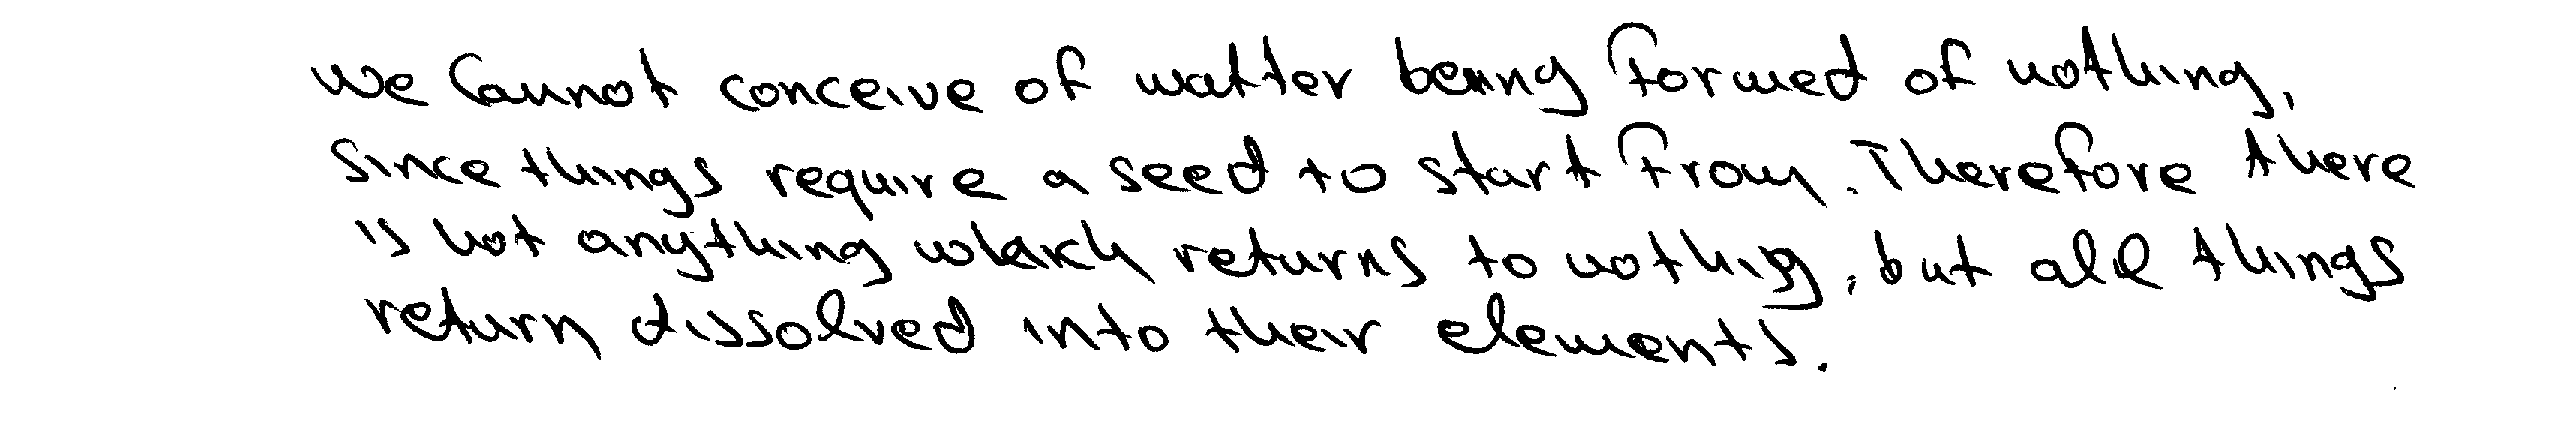 We Cannot conceive of matter being formed of nothing,
Since things require a seed to start from. Therefore there
is not anything which returns to nothing, but all things
return dissolved into their elements.